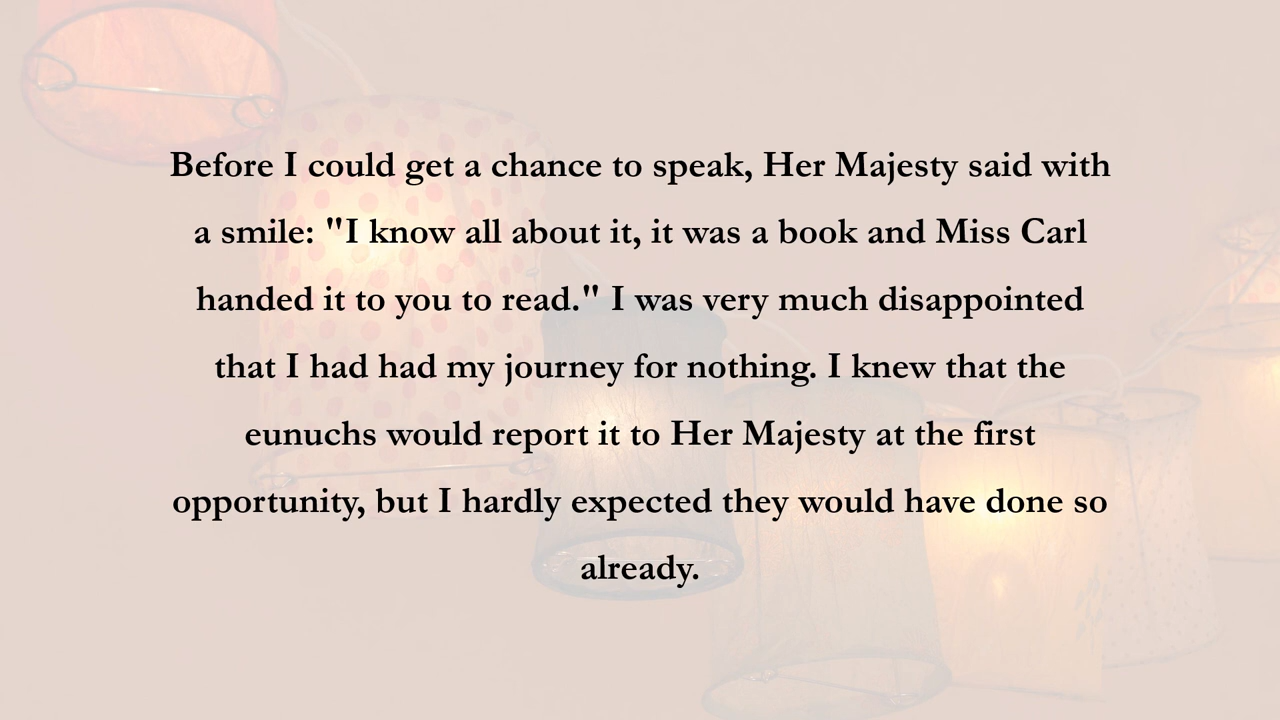 Before I could get a chance to speak, Her Majesty said with
a smile: "I know all about it, it was a book and Miss Carl
handed it to you to read." I was very much disappointed
that I had had my journey for nothing. I knew that the
eunuchs would report it to Her Majesty at the first
opportunity, but I hardly expected they would have done so
already.